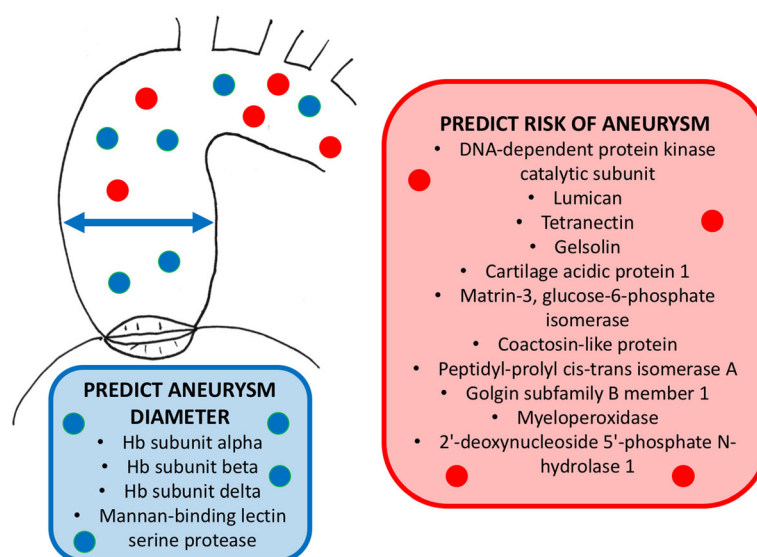 PREDICT RISK OF ANEURYSM
• DNA-dependent protein kinase
catalytic subunit
• Lumican
• Tetranectin
• Gelsolin
• Cartilage acidic protein 1
• Matrin-3, glucose-6-phosphate
isomerase
• Coactosin-like protein
• Peptidyl-prolyl cis-trans isomerase A
• Golgin subfamily B member 1
• Myeloperoxidase
• 2'-deoxynucleoside 5'-phosphate N-
hydrolase 1
PREDICT ANEURYSM
DIAMETER
• Hb subunit alpha
• Hb subunit beta
• Hb subunit delta
• Mannan-binding lectin
serine protease